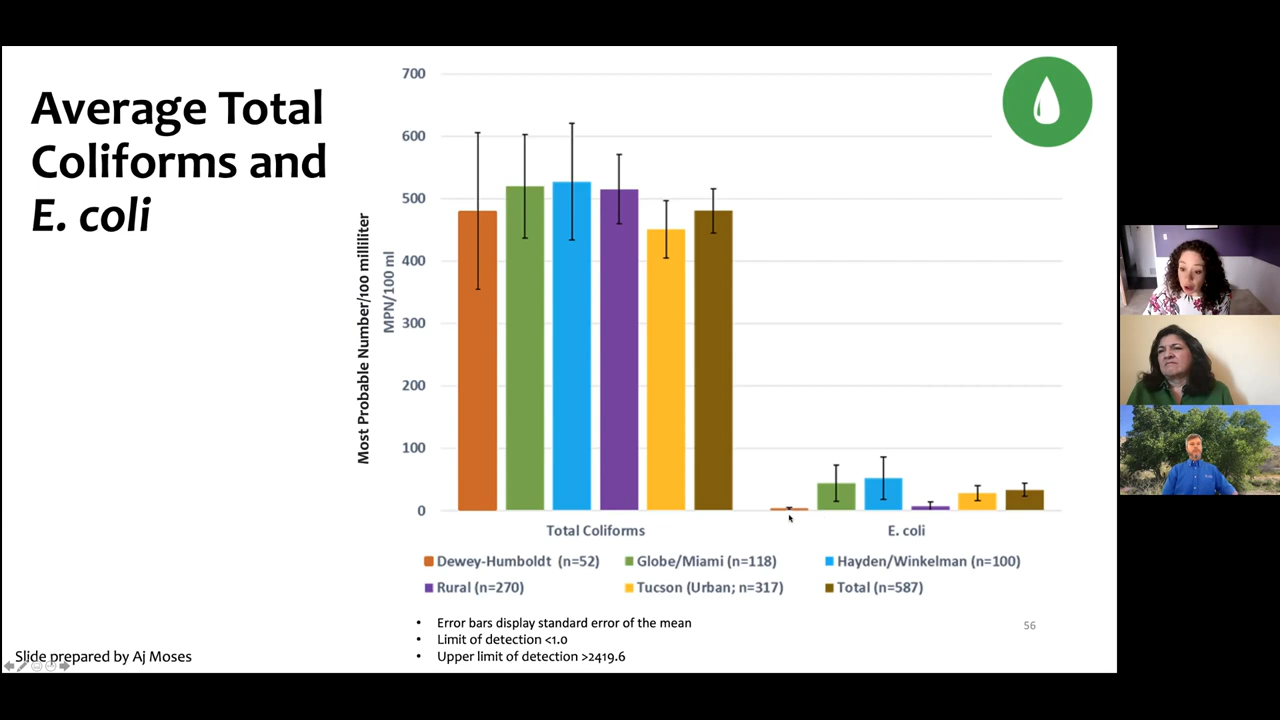 Average Total
Coliforms and
E. coli
Most Probable Number/100 milliliter
MPN/100 ml
700
600
500
400
300
200
100
0
Total Coliforms
E. coli
Dewey-Humboldt (n=52)
Globe/Miami (n=118)
Hayden/Winkelman (n=100)
Rural (n=270)
Tucson (Urban; n=317)
Total (n=587)
• Error bars display standard error of the mean
• Limit of detection <1.0
• Upper limit of detection >2419.6
56
Slide prepared by Aj Moses